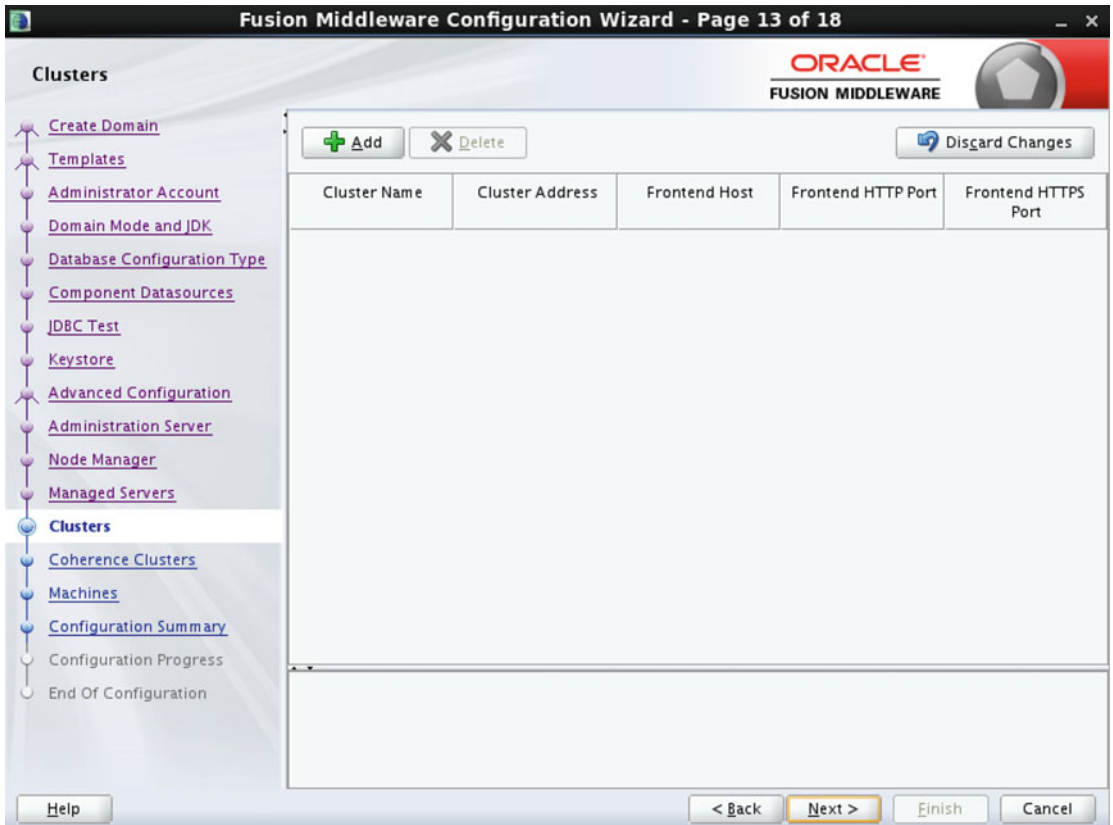 Fusion Middleware Configuration Wizard - Page 13 of 18
Clusters
ORACLE
FUSION MIDDLEWARE
Create Domain
Templates
Administrator Account
Domain Mode and JDK
Database Configuration Type
Component Datasources
JDBC Test
Keystore
Advanced Configuration
Administration Server
Node Manager
Managed Servers
Clusters
Coherence Clusters
Machines
Configuration Summary
Configuration Progress
End Of Configuration
Add Delete Discard Changes
Cluster Name Cluster Address Frontend Host Frontend HTTP Port Frontend HTTPS
Port
Help < Back Next > Finish Cancel